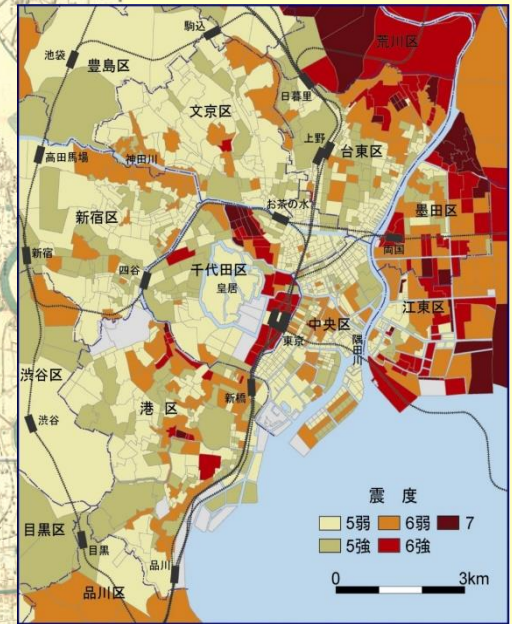 駒込
荒川区
池袋
豊島区
日暮里
文京区
上野
台東区
高田馬場
神田川
お茶の水
墨田区
新宿区
両国
新宿
四谷
千代田区
皇居
江東区
中央区
東京
隅田川
渋谷区
港区
新橋
渋谷
震度
5弱 6弱 7
5強 6強
目黒区
目黒
品川
0 3km
品川区